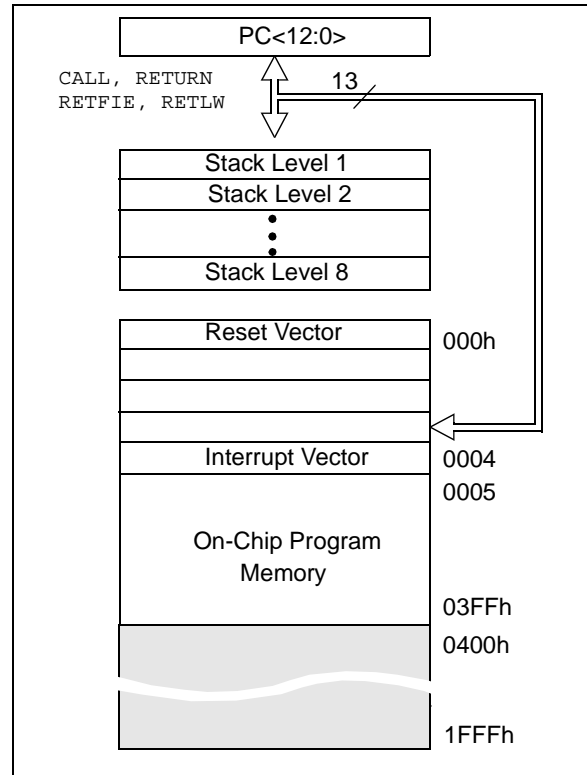 PC<12:0>
CALL, RETURN
RETFIE, RETLW
13
Stack Level 1
Stack Level 2
Stack Level 8
Reset Vector
000h
Interrupt Vector
0004
0005
On-Chip Program
Memory
03FFh
0400h
1FFFh